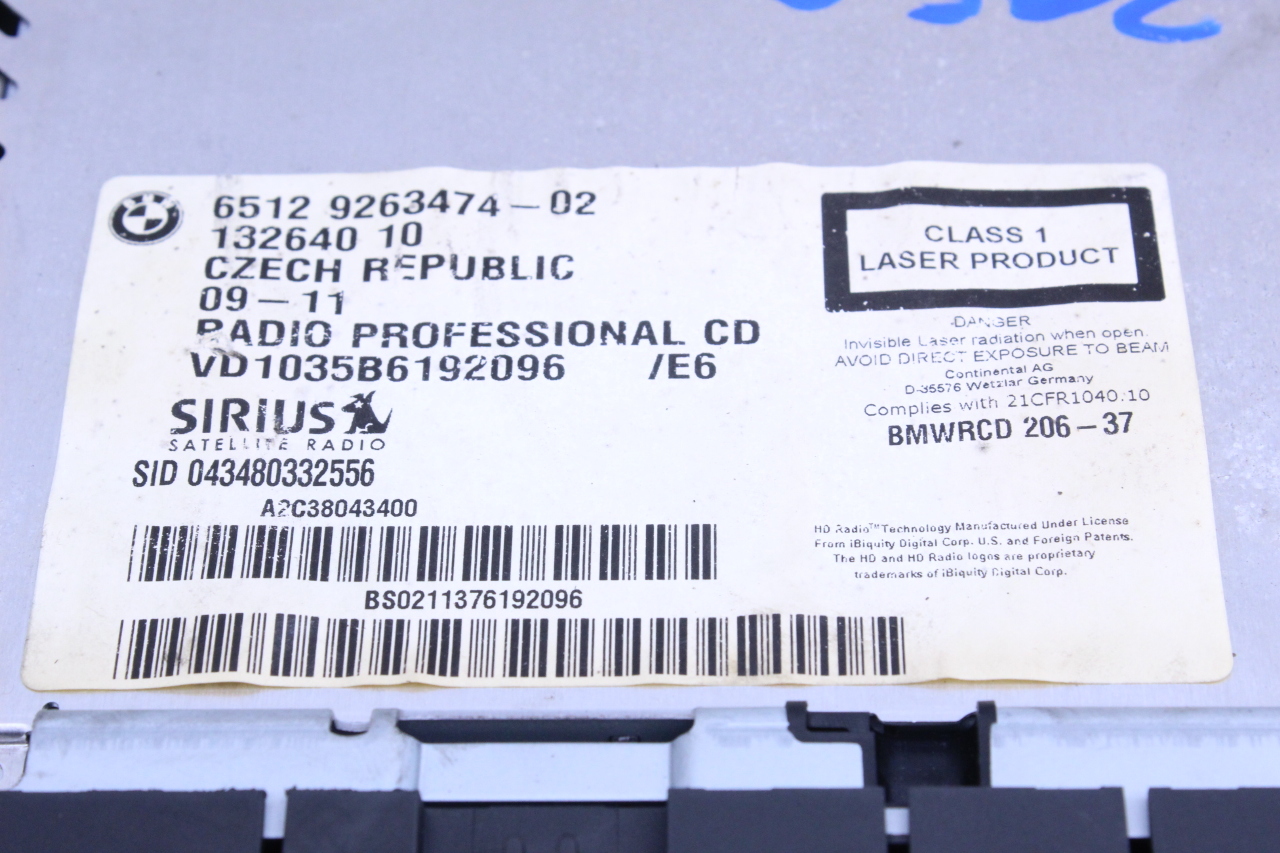 6512 9263474-02
132640 10
CZECH REPUBLIC
09-11
RADIO PROFESSIONAL CD
VD1035B6192096 /E6
SIRIUS
SATELLITE RADIO
SID 043480332556
A2C38043400
BS0211376192096
CLASS 1
LASER PRODUCT
DANGER
Invisible Laser radiation when open.
AVOID DIRECT EXPOSURE TO BEAM
Continental AG
D-35576 Wetzlar Germany
Complies with 21CFR1040.10
BMWRCD 206-37
HD Radio™ Technology Manufactured Under License
From iBiquity Digital Corp. U.S. and Foreign Patents.
The HD and HD Radio logos are proprietary
trademarks of iBiquity Digital Corp.